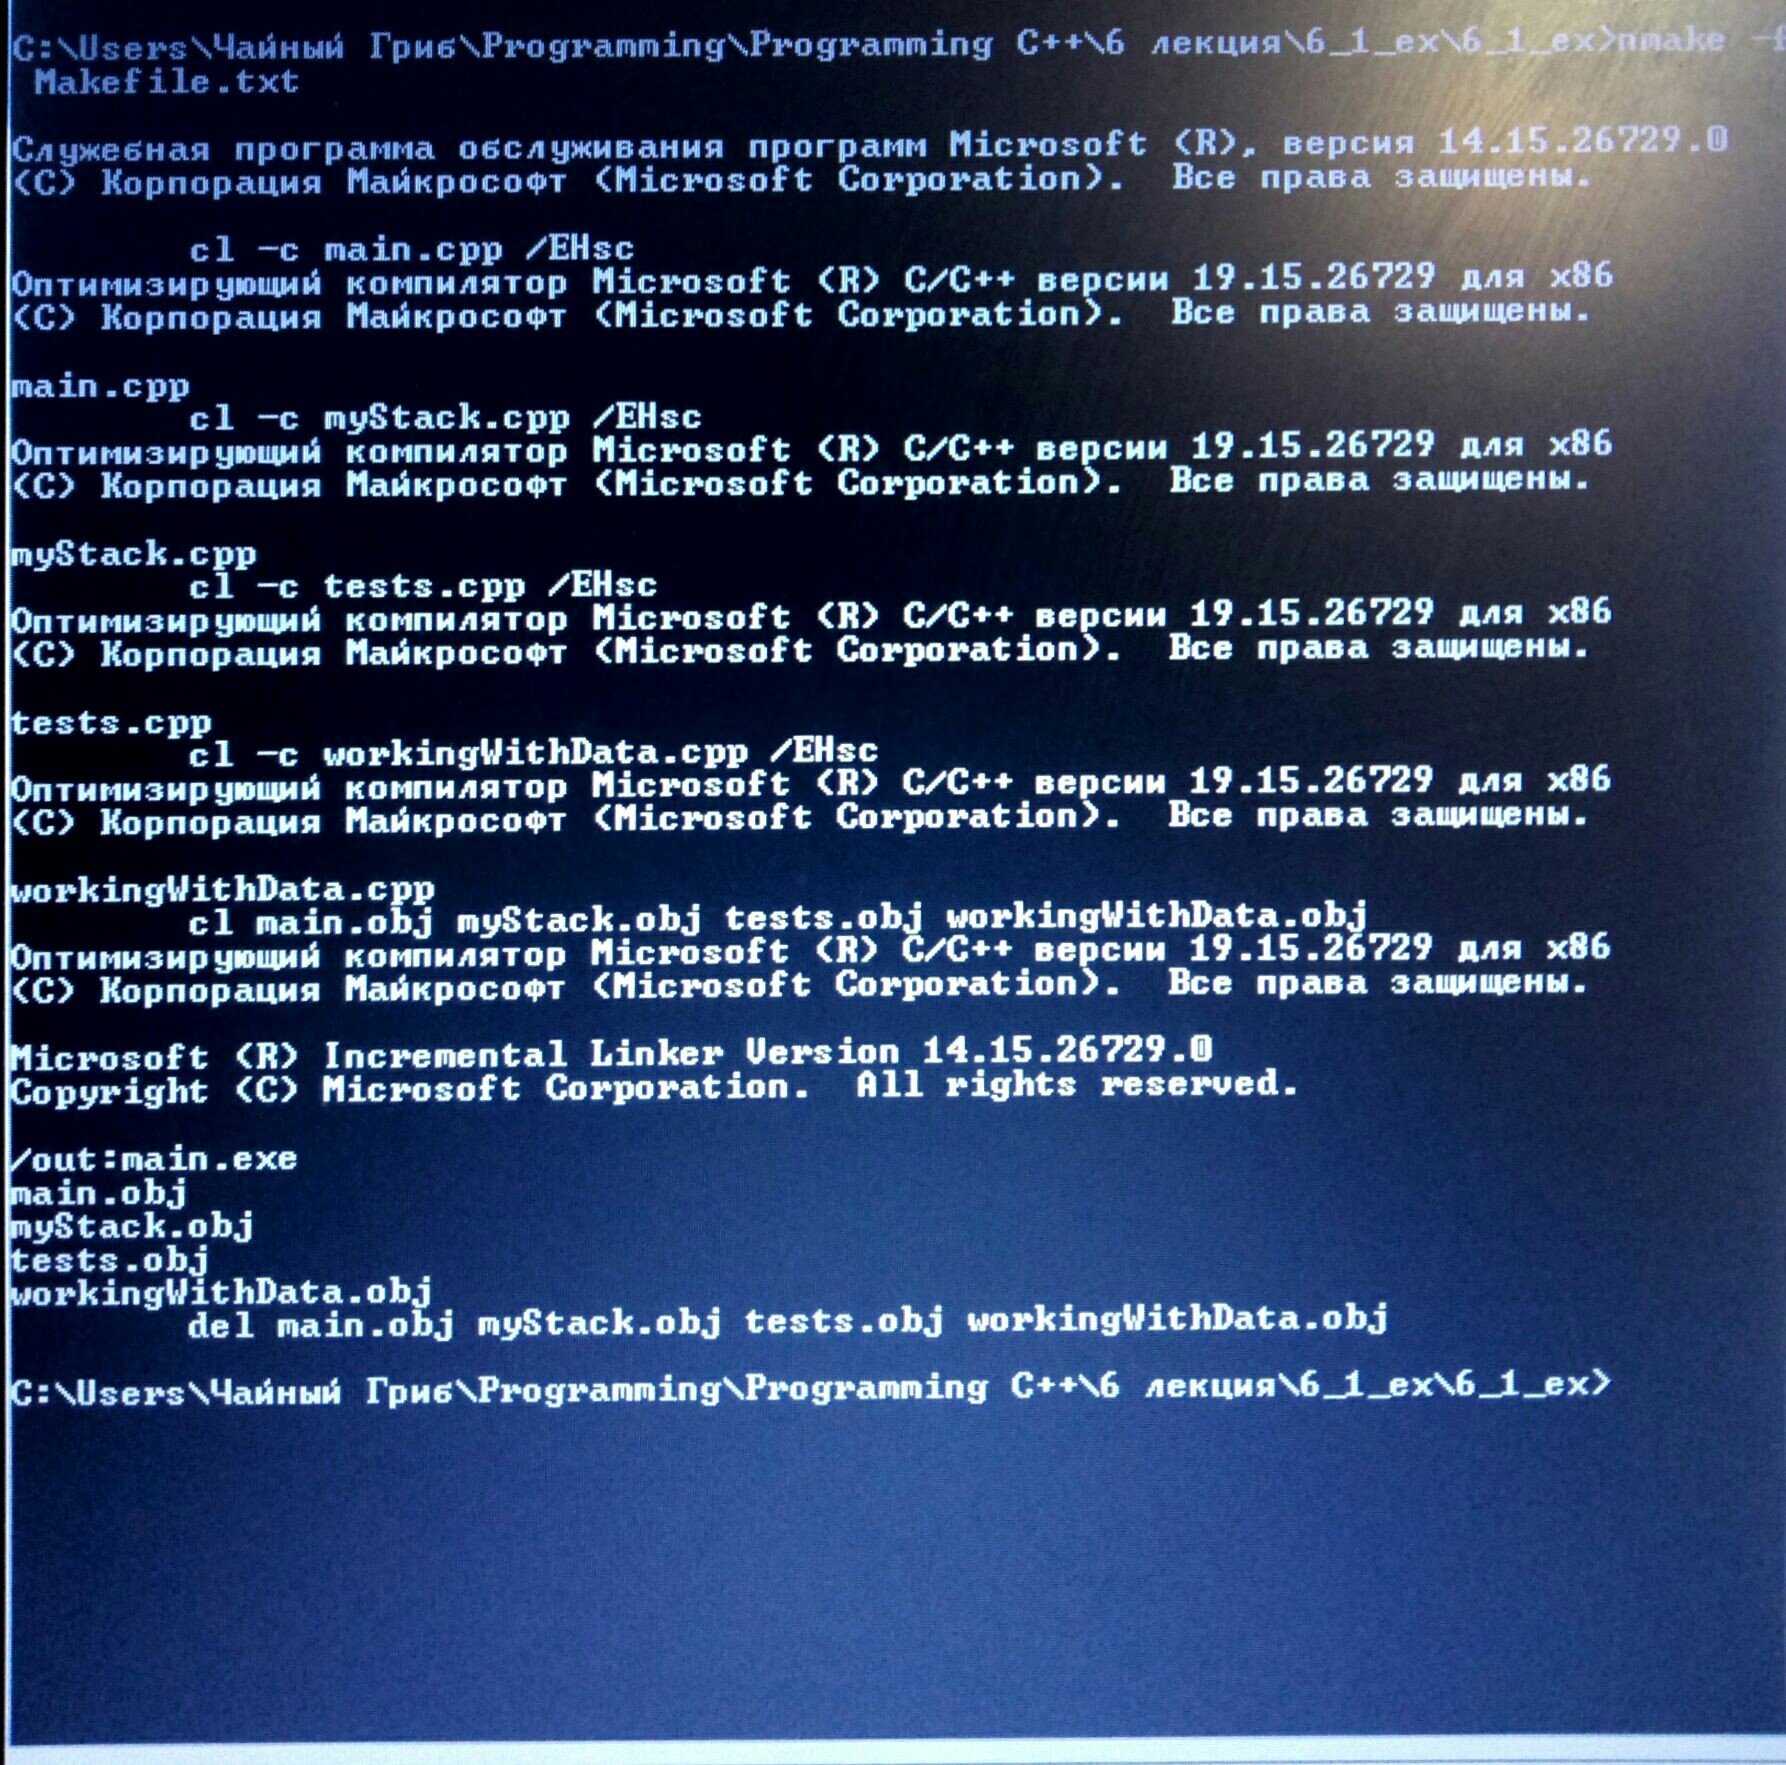 C:\Users\Чайный Гриб\Programming\Programming C++\6 лекция\6_1_ex\6_1_ex>nmake -f
Makefile.txt
Служебная программа обслуживания программ Microsoft (R), версия 14.15.26729.0
(C) Корпорация Майкрософт (Microsoft Corporation).  Все права защищены.
cl -c main.cpp /EHsc
Оптимизирующий компилятор Microsoft (R) C/C++ версии 19.15.26729 для x86
(C) Корпорация Майкрософт (Microsoft Corporation).  Все права защищены.
main.cpp
cl -c myStack.cpp /EHsc
Оптимизирующий компилятор Microsoft (R) C/C++ версии 19.15.26729 для x86
(C) Корпорация Майкрософт (Microsoft Corporation).  Все права защищены.
myStack.cpp
cl -c tests.cpp /EHsc
Оптимизирующий компилятор Microsoft (R) C/C++ версии 19.15.26729 для x86
(C) Корпорация Майкрософт (Microsoft Corporation).  Все права защищены.
tests.cpp
cl -c workingWithData.cpp /EHsc
Оптимизирующий компилятор Microsoft (R) C/C++ версии 19.15.26729 для x86
(C) Корпорация Майкрософт (Microsoft Corporation).  Все права защищены.
workingWithData.cpp
cl main.obj myStack.obj tests.obj workingWithData.obj
Оптимизирующий компилятор Microsoft (R) C/C++ версии 19.15.26729 для x86
(C) Корпорация Майкрософт (Microsoft Corporation).  Все права защищены.
Microsoft (R) Incremental Linker Version 14.15.26729.0
Copyright (C) Microsoft Corporation.  All rights reserved.
/out:main.exe
main.obj
myStack.obj
tests.obj
workingWithData.obj
del main.obj myStack.obj tests.obj workingWithData.obj
C:\Users\Чайный Гриб\Programming\Programming C++\6 лекция\6_1_ex\6_1_ex>